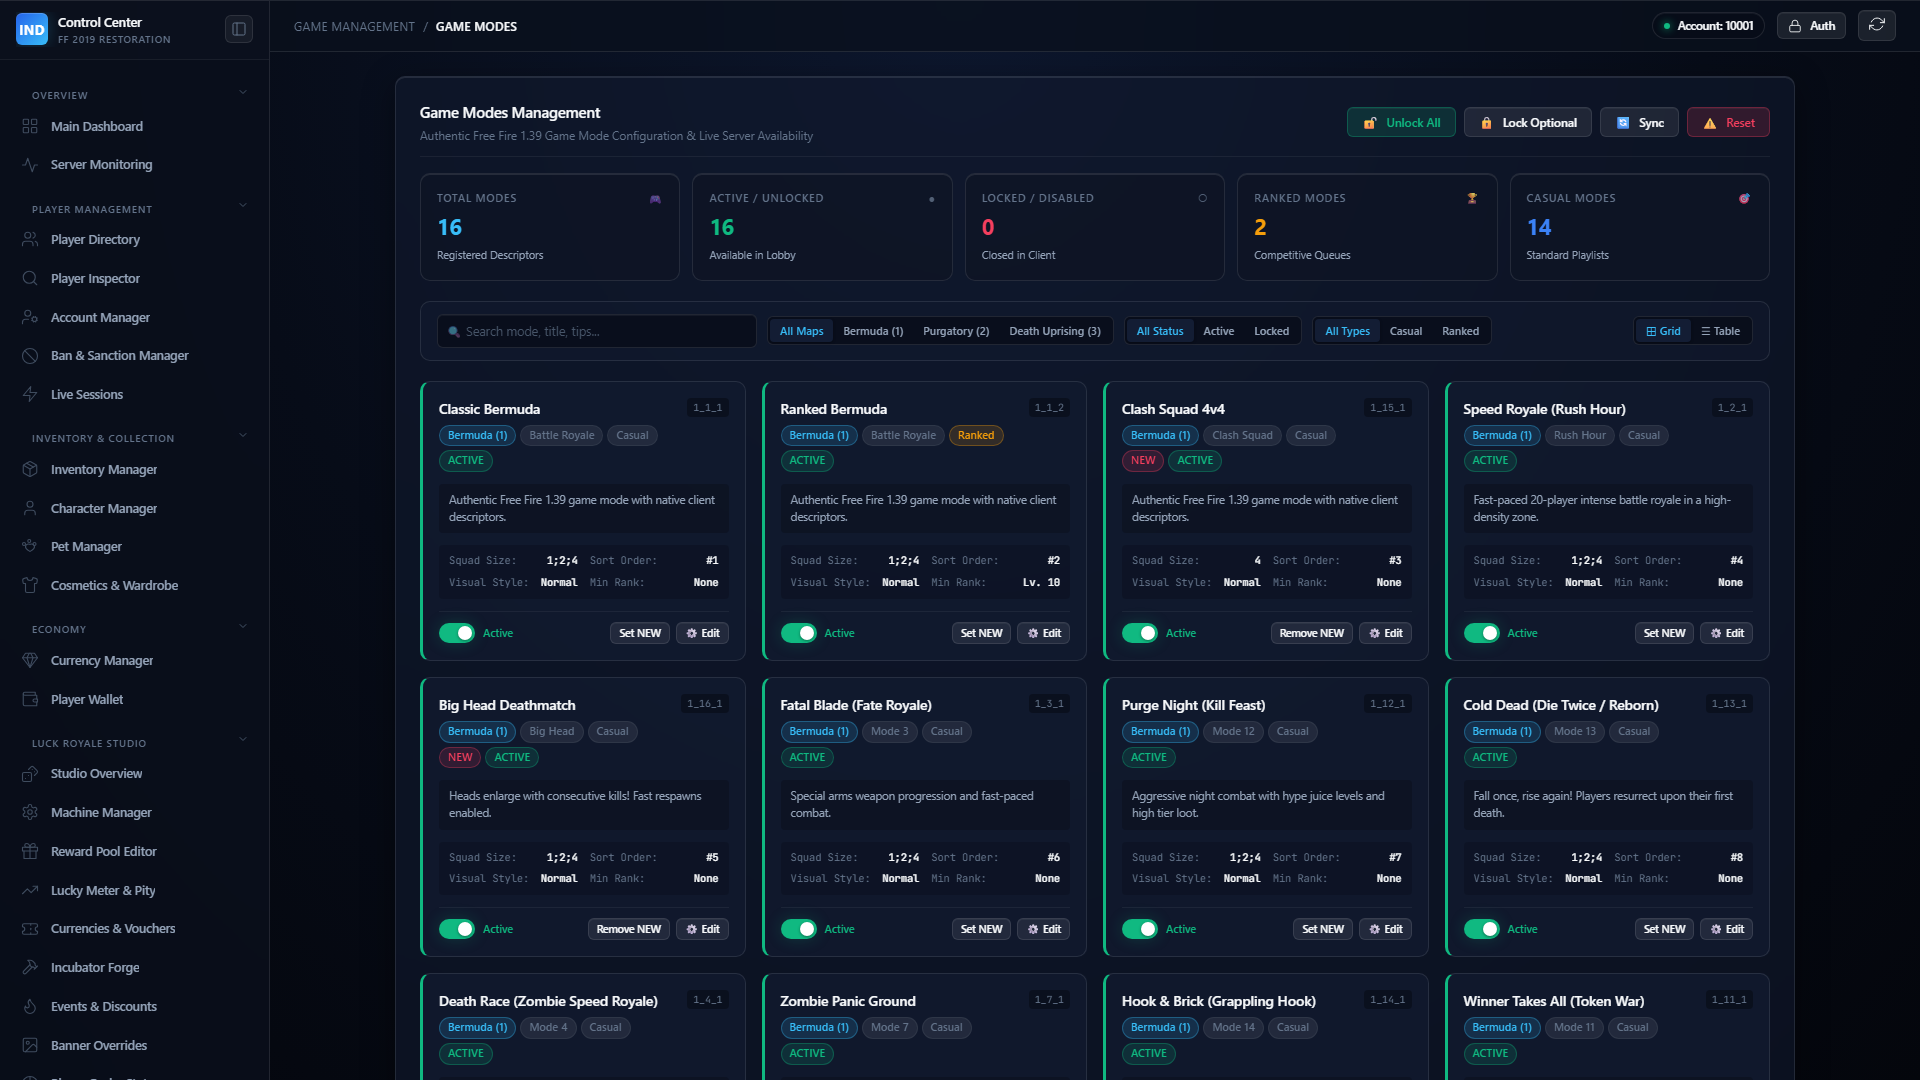 IND
Control Center
FF 2019 RESTORATION
OVERVIEW
Main Dashboard
Server Monitoring
PLAYER MANAGEMENT
Player Directory
Player Inspector
Account Manager
Ban & Sanction Manager
Live Sessions
INVENTORY & COLLECTION
Inventory Manager
Character Manager
Pet Manager
Cosmetics & Wardrobe
ECONOMY
Currency Manager
Player Wallet
LUCK ROYALE STUDIO
Studio Overview
Machine Manager
Reward Pool Editor
Lucky Meter & Pity
Currencies & Vouchers
Incubator Forge
Events & Discounts
Banner Overrides
GAME MANAGEMENT / GAME MODES
Account: 10001
Auth
Game Modes Management
Authentic Free Fire 1.39 Game Mode Configuration & Live Server Availability
Unlock All
Lock Optional
Sync
Reset
TOTAL MODES
16
Registered Descriptors
ACTIVE / UNLOCKED
16
Available in Lobby
LOCKED / DISABLED
0
Closed in Client
RANKED MODES
2
Competitive Queues
CASUAL MODES
14
Standard Playlists
Search mode, title, tips...
All Maps Bermuda (1) Purgatory (2) Death Uprising (3)
All Status Active Locked
All Types Casual Ranked
Grid Table
Classic Bermuda 1_1_1
Bermuda (1) Battle Royale Casual
ACTIVE
Authentic Free Fire 1.39 game mode with native client
descriptors.
Squad Size: 1;2;4 Sort Order: #1
Visual Style: Normal Min Rank: None
Active Set NEW Edit
Ranked Bermuda 1_1_2
Bermuda (1) Battle Royale Ranked
ACTIVE
Authentic Free Fire 1.39 game mode with native client
descriptors.
Squad Size: 1;2;4 Sort Order: #2
Visual Style: Normal Min Rank: Lv. 10
Active Set NEW Edit
Clash Squad 4v4 1_15_1
Bermuda (1) Clash Squad Casual
NEW ACTIVE
Authentic Free Fire 1.39 game mode with native client
descriptors.
Squad Size: 4 Sort Order: #3
Visual Style: Normal Min Rank: None
Active Remove NEW Edit
Speed Royale (Rush Hour) 1_2_1
Bermuda (1) Rush Hour Casual
ACTIVE
Fast-paced 20-player intense battle royale in a high-
density zone.
Squad Size: 1;2;4 Sort Order: #4
Visual Style: Normal Min Rank: None
Active Set NEW Edit
Big Head Deathmatch 1_16_1
Bermuda (1) Big Head Casual
NEW ACTIVE
Heads enlarge with consecutive kills! Fast respawns
enabled.
Squad Size: 1;2;4 Sort Order: #5
Visual Style: Normal Min Rank: None
Active Remove NEW Edit
Fatal Blade (Fate Royale) 1_3_1
Bermuda (1) Mode 3 Casual
ACTIVE
Special arms weapon progression and fast-paced
combat.
Squad Size: 1;2;4 Sort Order: #6
Visual Style: Normal Min Rank: None
Active Set NEW Edit
Purge Night (Kill Feast) 1_12_1
Bermuda (1) Mode 12 Casual
ACTIVE
Aggressive night combat with hype juice levels and
high tier loot.
Squad Size: 1;2;4 Sort Order: #7
Visual Style: Normal Min Rank: None
Active Set NEW Edit
Cold Dead (Die Twice / Reborn) 1_13_1
Bermuda (1) Mode 13 Casual
ACTIVE
Fall once, rise again! Players resurrect upon their first
death.
Squad Size: 1;2;4 Sort Order: #8
Visual Style: Normal Min Rank: None
Active Set NEW Edit
Death Race (Zombie Speed Royale) 1_4_1
Bermuda (1) Mode 4 Casual
ACTIVE
Zombie Panic Ground 1_7_1
Bermuda (1) Mode 7 Casual
ACTIVE
Hook & Brick (Grappling Hook) 1_14_1
Bermuda (1) Mode 14 Casual
ACTIVE
Winner Takes All (Token War) 1_11_1
Bermuda (1) Mode 11 Casual
ACTIVE